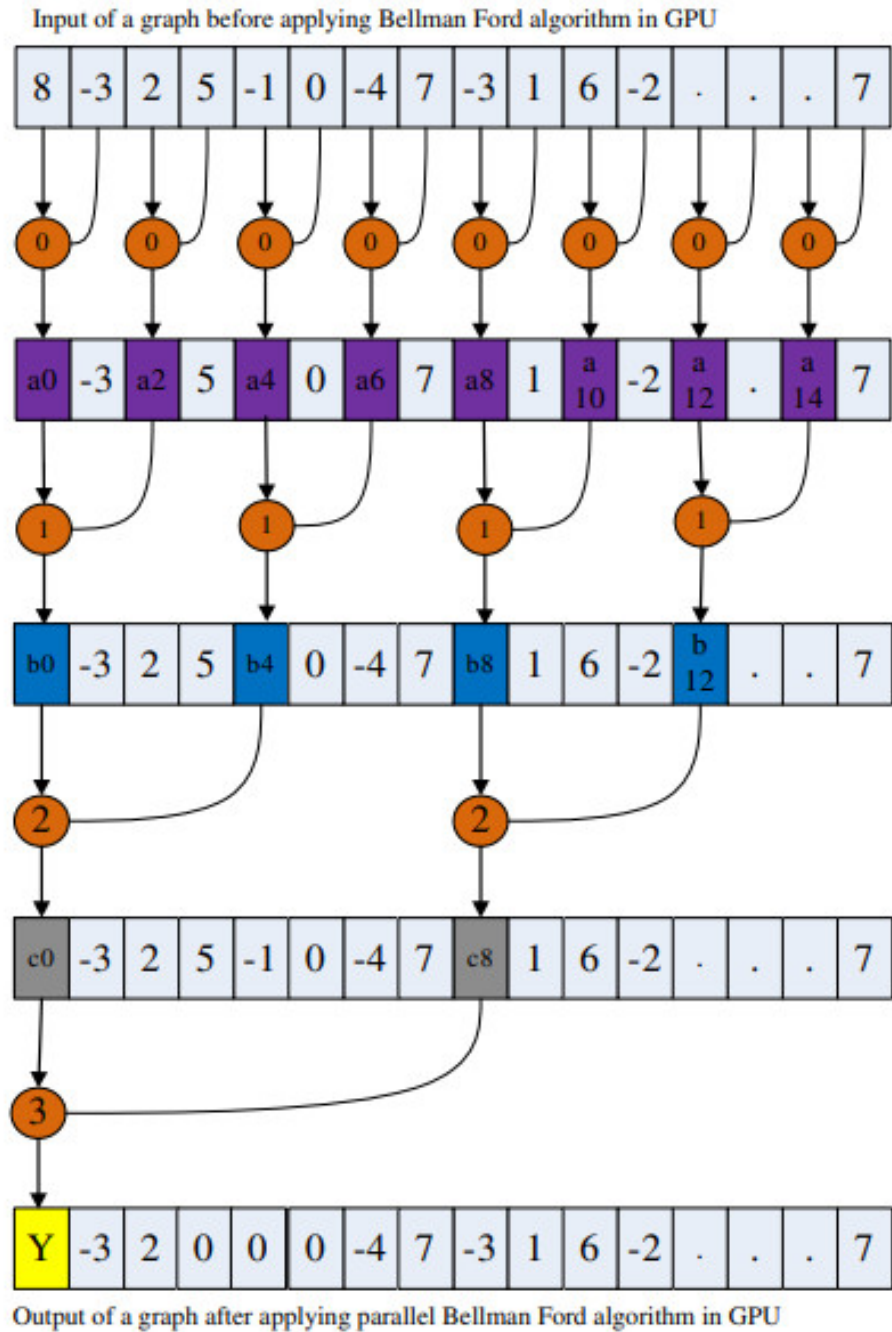 Input of a graph before applying Bellman Ford algorithm in GPU
8 -3 2 5 -1 0 -4 7 -3 1 6 -2 . . . 7
0 0 0 0 0 0 0 0
a0 -3 a2 5 a4 0 a6 7 a8 1 a 10 -2 a 12 . a 14 7
1 1 1 1
b0 -3 2 5 b4 0 -4 7 b8 1 6 -2 b 12 . . 7
2 2
c0 -3 2 5 -1 0 -4 7 c8 1 6 -2 . . . 7
3
Y -3 2 0 0 0 -4 7 -3 1 6 -2 . . . 7
Output of a graph after applying parallel Bellman Ford algorithm in GPU